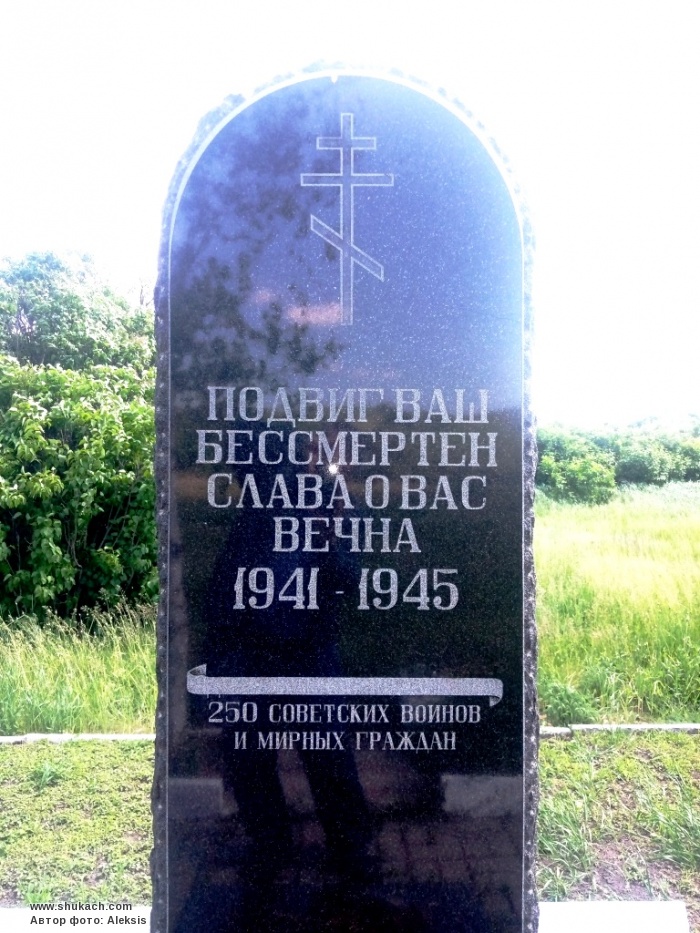 ПОДВИГ ВАШ
БЕССМЕРТЕН
СЛАВА О ВАС
ВЕЧНА
1941 - 1945
250 СОВЕТСКИХ ВОИНОВ
И МИРНЫХ ГРАЖДАН
www.shukach.com
Автор фото: Aleksis